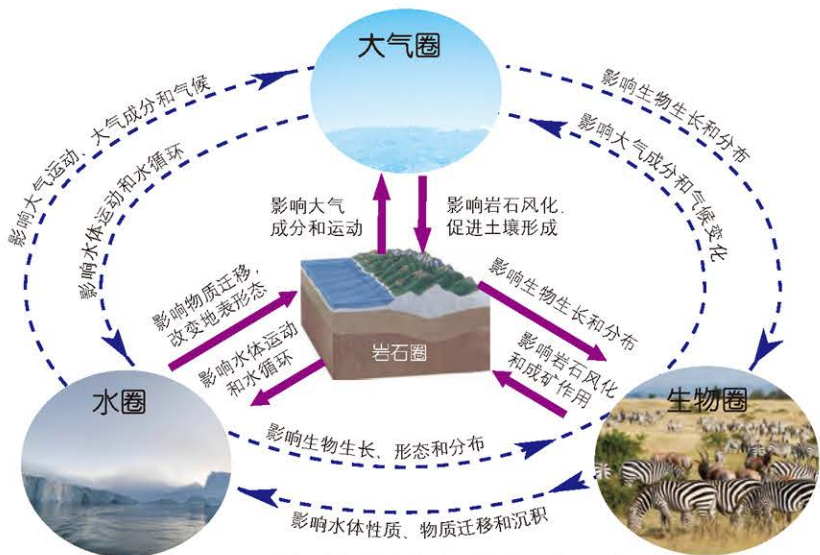 大气圈
影响大气运动、大气成分和气候
影响水体运动和水循环
影响生物生长和分布
影响大气成分和气候变化
影响大气
成分和运动
影响岩石风化,
促进土壤形成
影响物质迁移,
改变地表形态
影响水体运动
和水循环
岩石圈
影响生物生长和分布
影响岩石风化
和成矿作用
水圈
生物圈
影响生物生长、形态和分布
影响水体性质、物质迁移和沉积